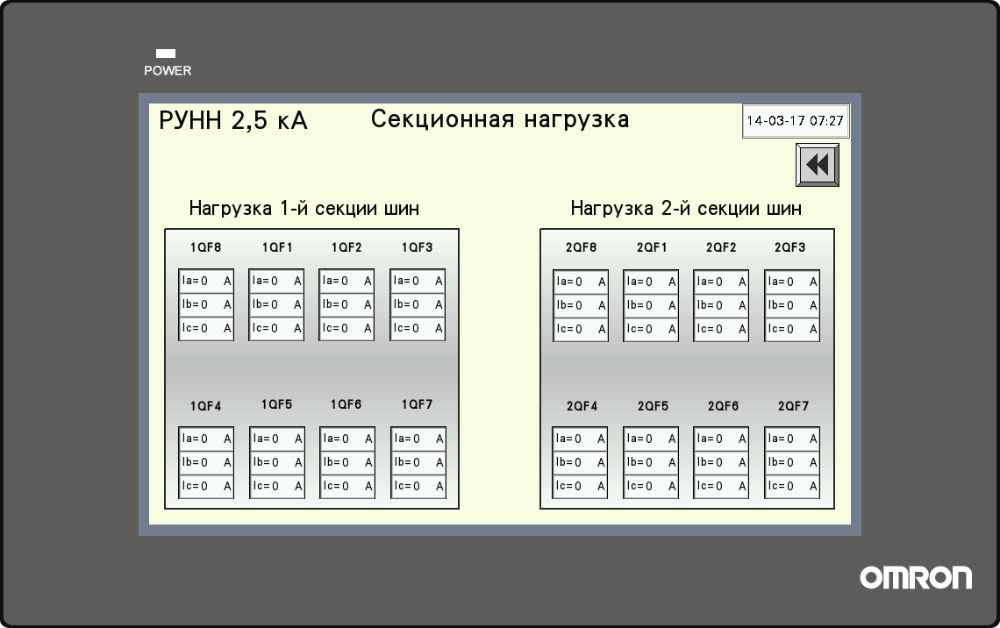 POWER
РУНН 2,5 кА Секционная нагрузка 14-03-17 07:27
Нагрузка 1-й секции шин Нагрузка 2-й секции шин
1QF8 1QF1 1QF2 1QF3 2QF8 2QF1 2QF2 2QF3
Ia=0 A Ia=0 A Ia=0 A Ia=0 A Ia=0 A Ia=0 A Ia=0 A Ia=0 A
Ib=0 A Ib=0 A Ib=0 A Ib=0 A Ib=0 A Ib=0 A Ib=0 A Ib=0 A
Ic=0 A Ic=0 A Ic=0 A Ic=0 A Ic=0 A Ic=0 A Ic=0 A Ic=0 A
1QF4 1QF5 1QF6 1QF7 2QF4 2QF5 2QF6 2QF7
Ia=0 A Ia=0 A Ia=0 A Ia=0 A Ia=0 A Ia=0 A Ia=0 A Ia=0 A
Ib=0 A Ib=0 A Ib=0 A Ib=0 A Ib=0 A Ib=0 A Ib=0 A Ib=0 A
Ic=0 A Ic=0 A Ic=0 A Ic=0 A Ic=0 A Ic=0 A Ic=0 A Ic=0 A
OMRON